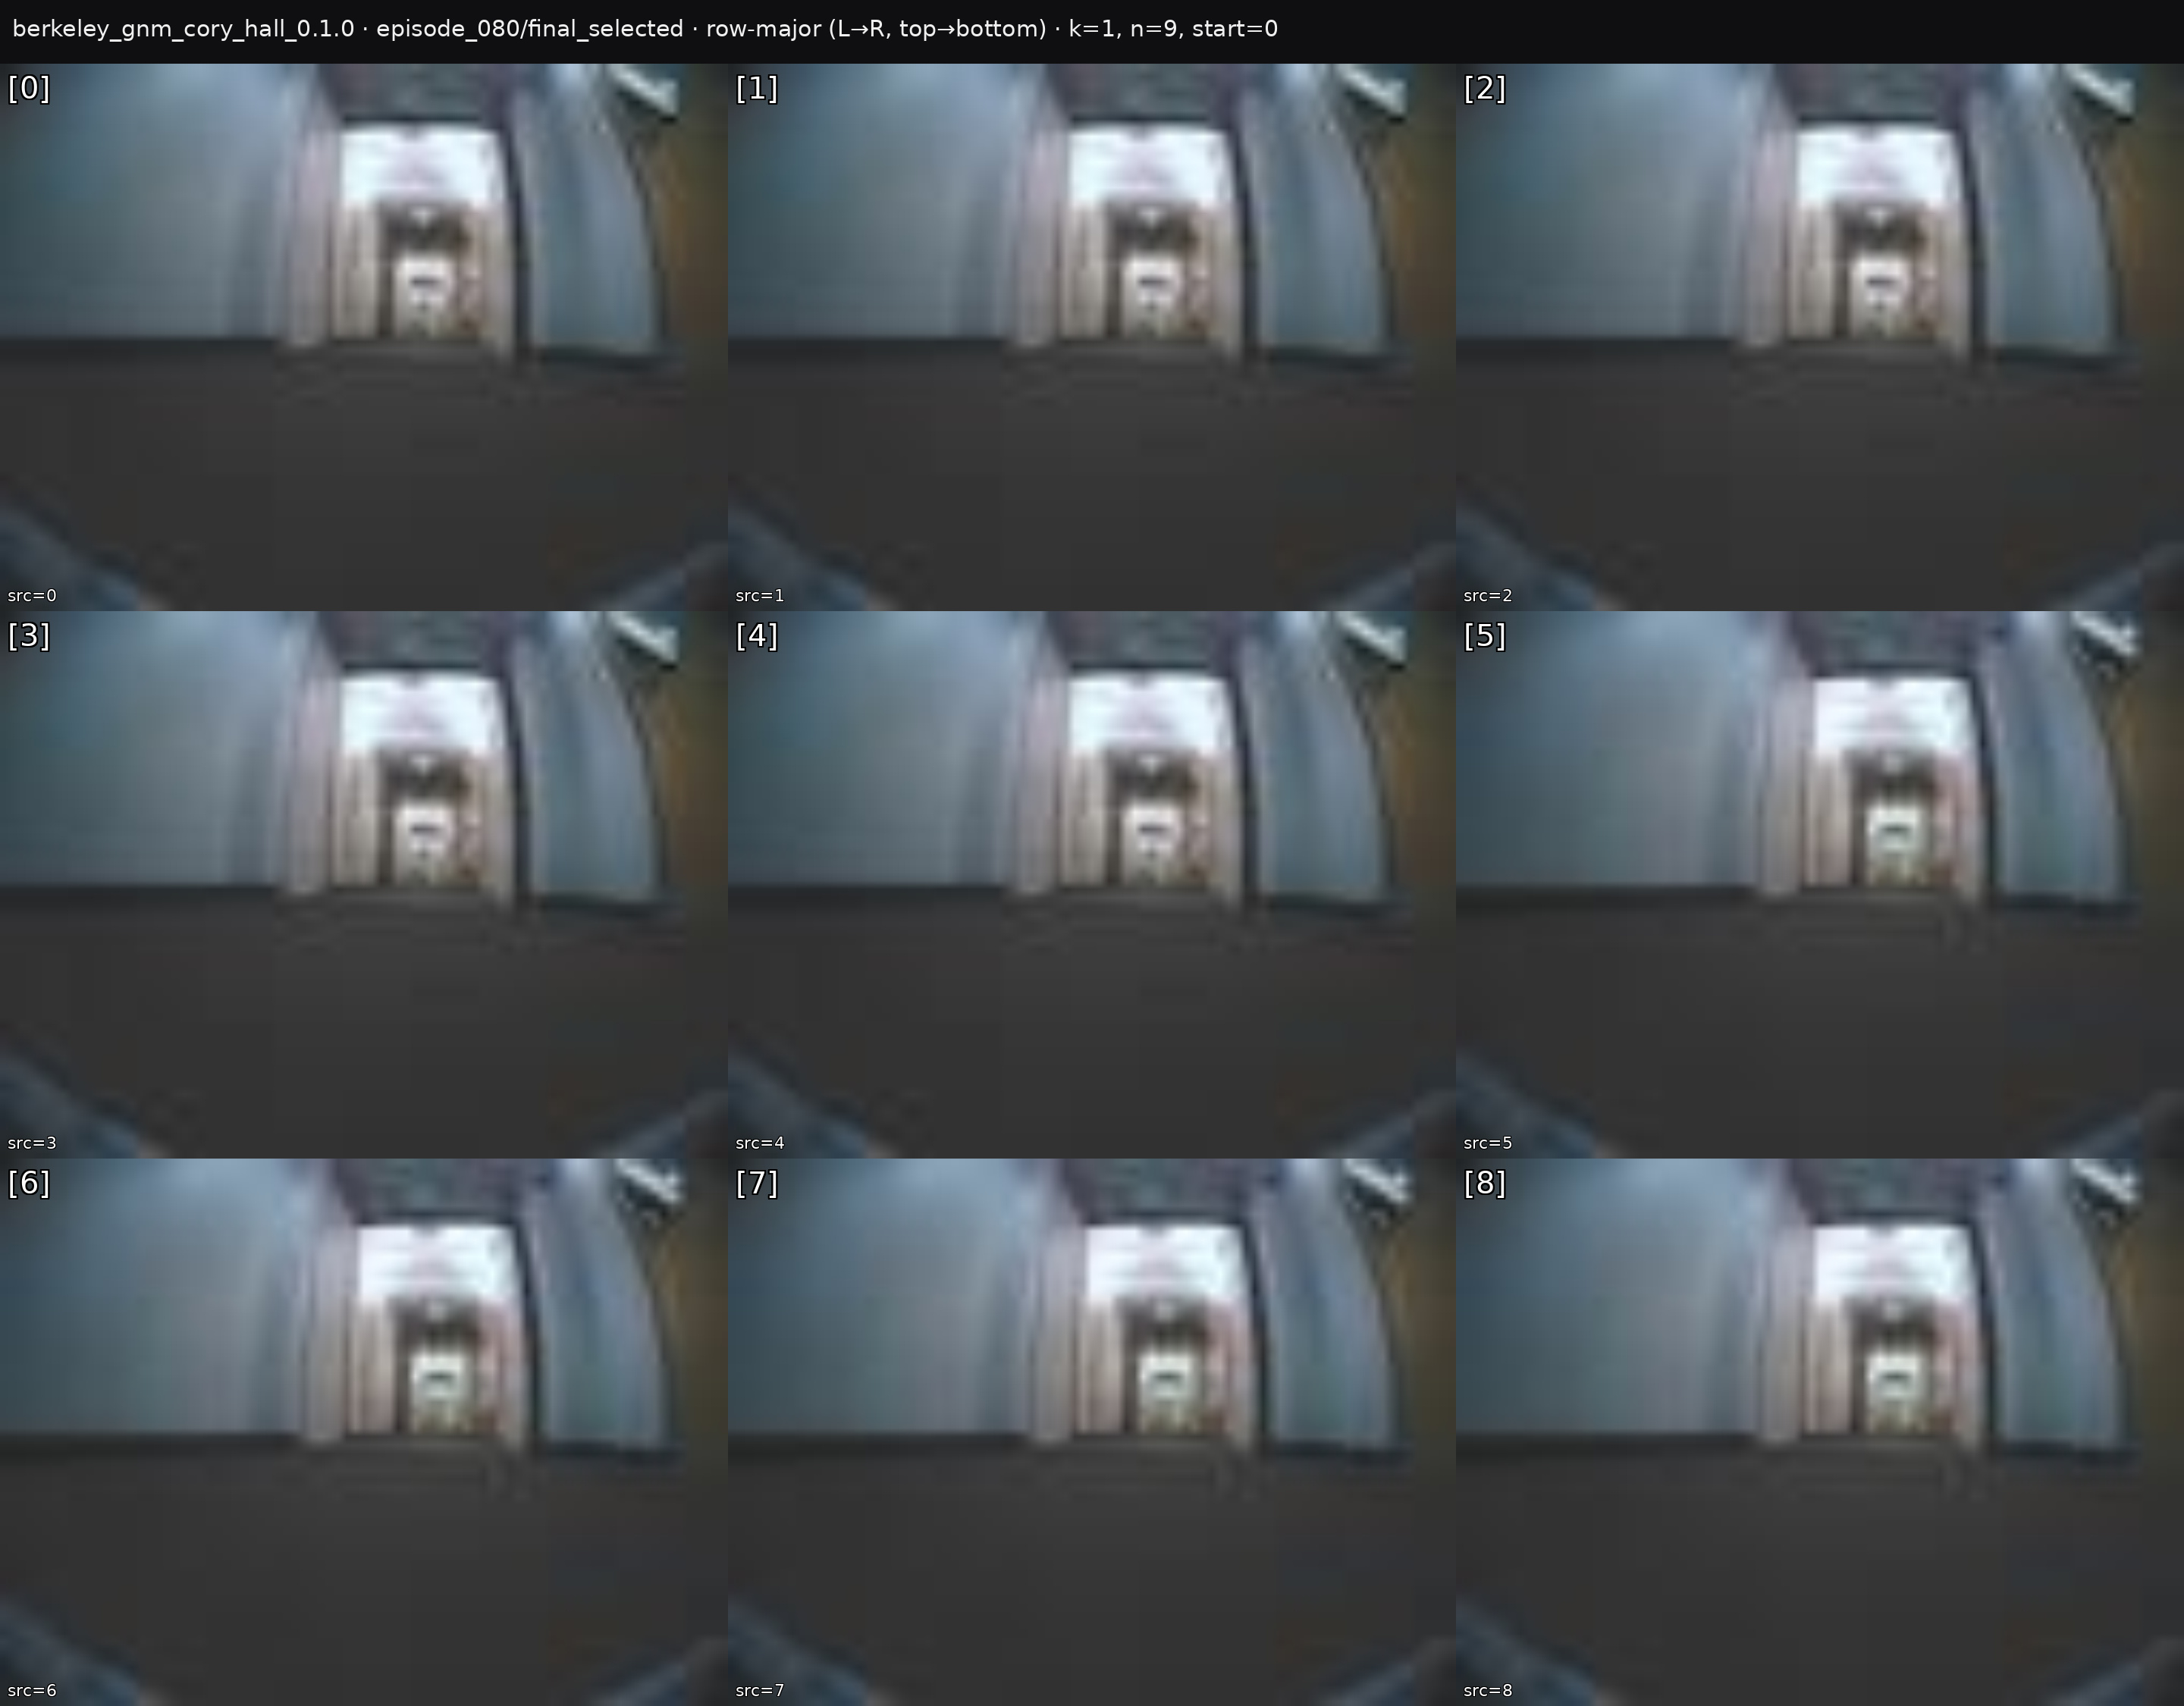 berkeley_gnm_cory_hall_0.1.0 · episode_080/final_selected · row-major (L→R, top→bottom) · k=1, n=9, start=0
[0]
[1]
[2]
src=0
src=1
src=2
[3]
[4]
[5]
src=3
src=4
src=5
[6]
[7]
[8]
src=6
src=7
src=8